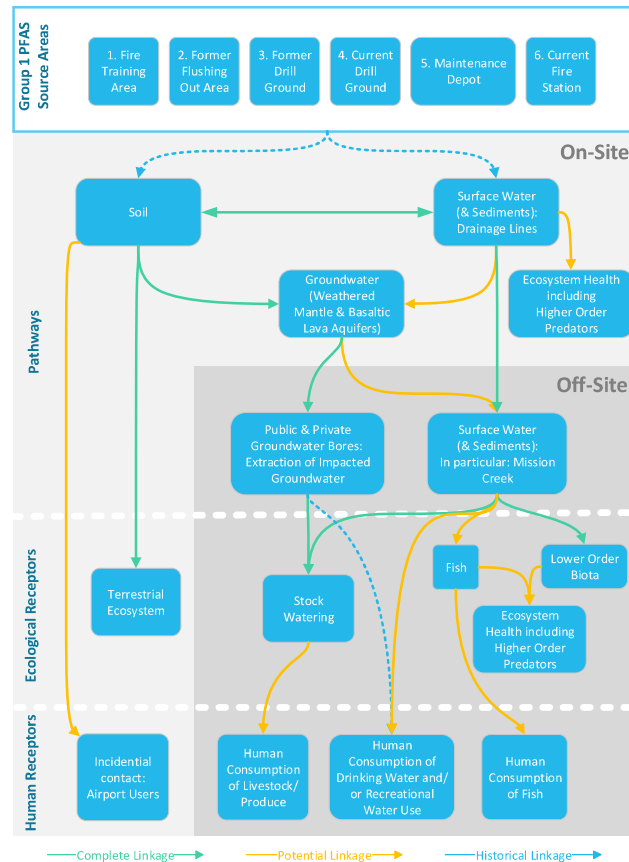 Group 1 PFAS
Source Areas
1. Fire
Training
Area
2. Former
Flushing
Out Area
3. Former
Drill
Ground
4. Current
Drill
Ground
5. Maintenance
Depot
6. Current
Fire
Station
On-Site
Soil
Surface Water
(& Sediments):
Drainage Lines
Groundwater
(Weathered
Mantle & Basaltic
Lava Aquifers)
Ecosystem Health
including
Higher Order
Predators
Pathways
Off-Site
Public & Private
Groundwater Bores:
Extraction of Impacted
Groundwater
Surface Water
(& Sediments):
In particular: Mission
Creek
Ecological Receptors
Terrestrial
Ecosystem
Stock
Watering
Fish
Lower Order
Biota
Ecosystem
Health including
Higher Order
Predators
Human Receptors
Incidential
contact:
Airport Users
Human
Consumption
of Livestock/
Produce
Human
Consumption of
Drinking Water and/
or Recreational
Water Use
Human
Consumption
of Fish
Complete Linkage
Potential Linkage
Historical Linkage